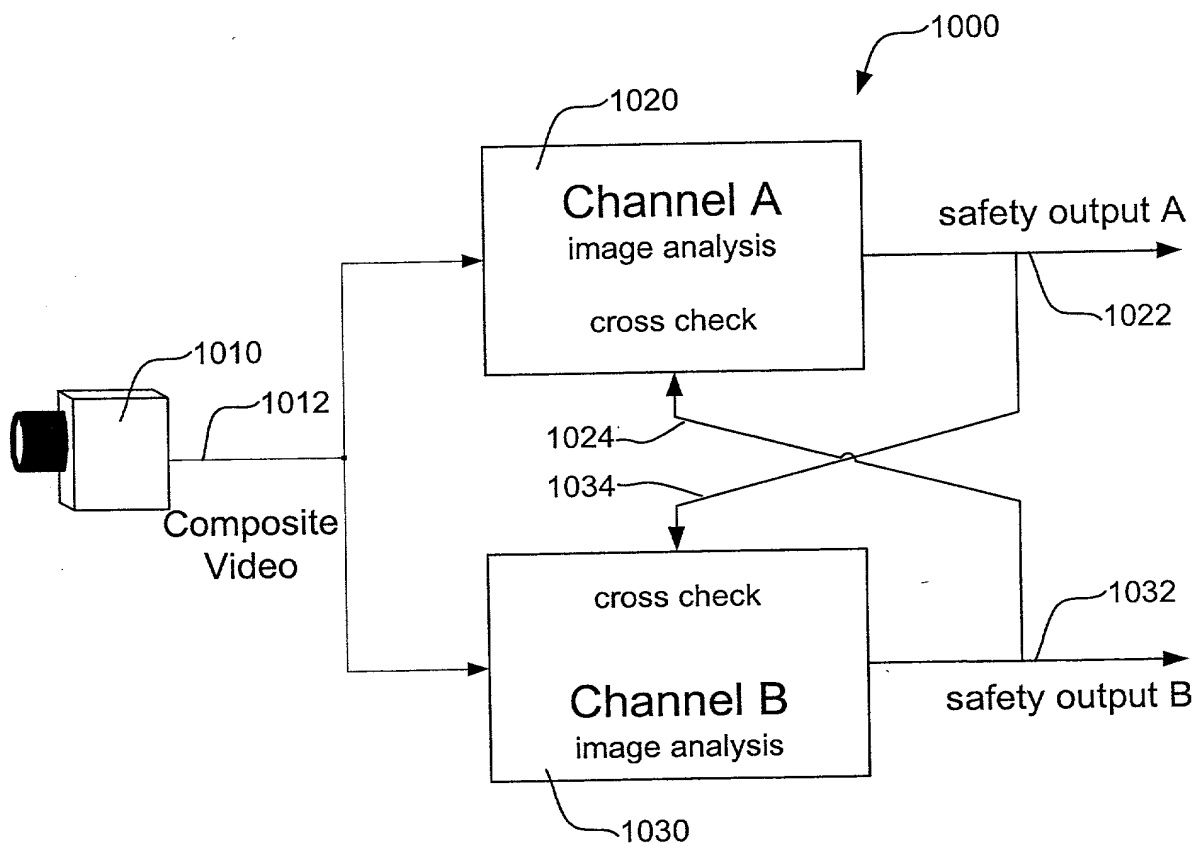 1000
1020
Channel A
image analysis
cross check
safety output A
1022
1010
1012
Composite
Video
1024
1034
cross check
Channel B
image analysis
1032
safety output B
1030